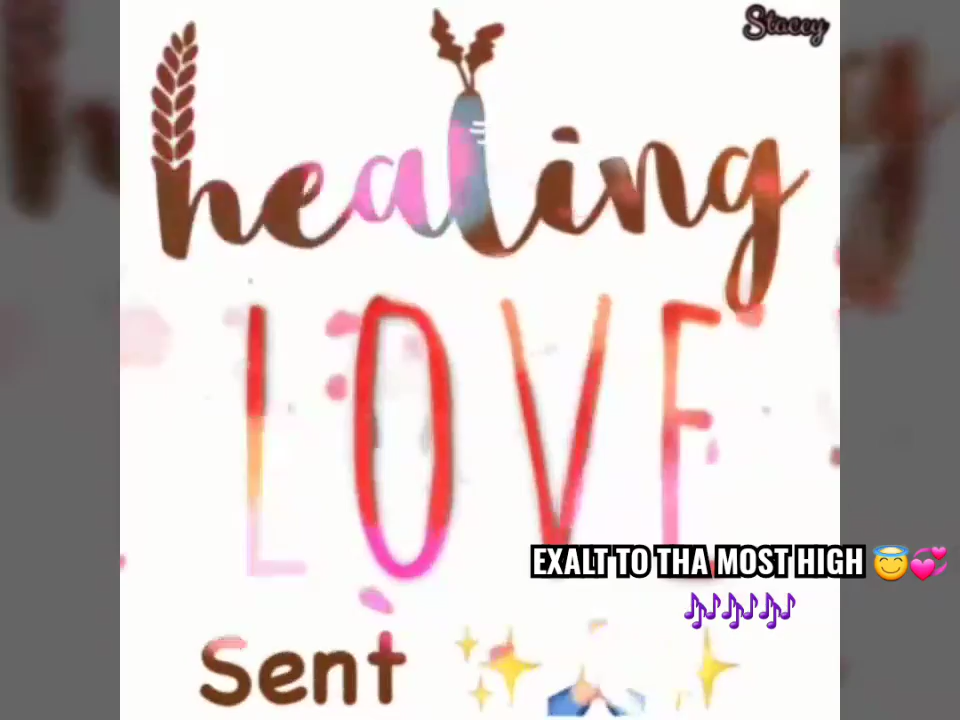 Stacey
healing
LOVE
EXALT TO THA MOST HIGH 😇💞
🎶🎶🎶
Sent ✨🙏✨